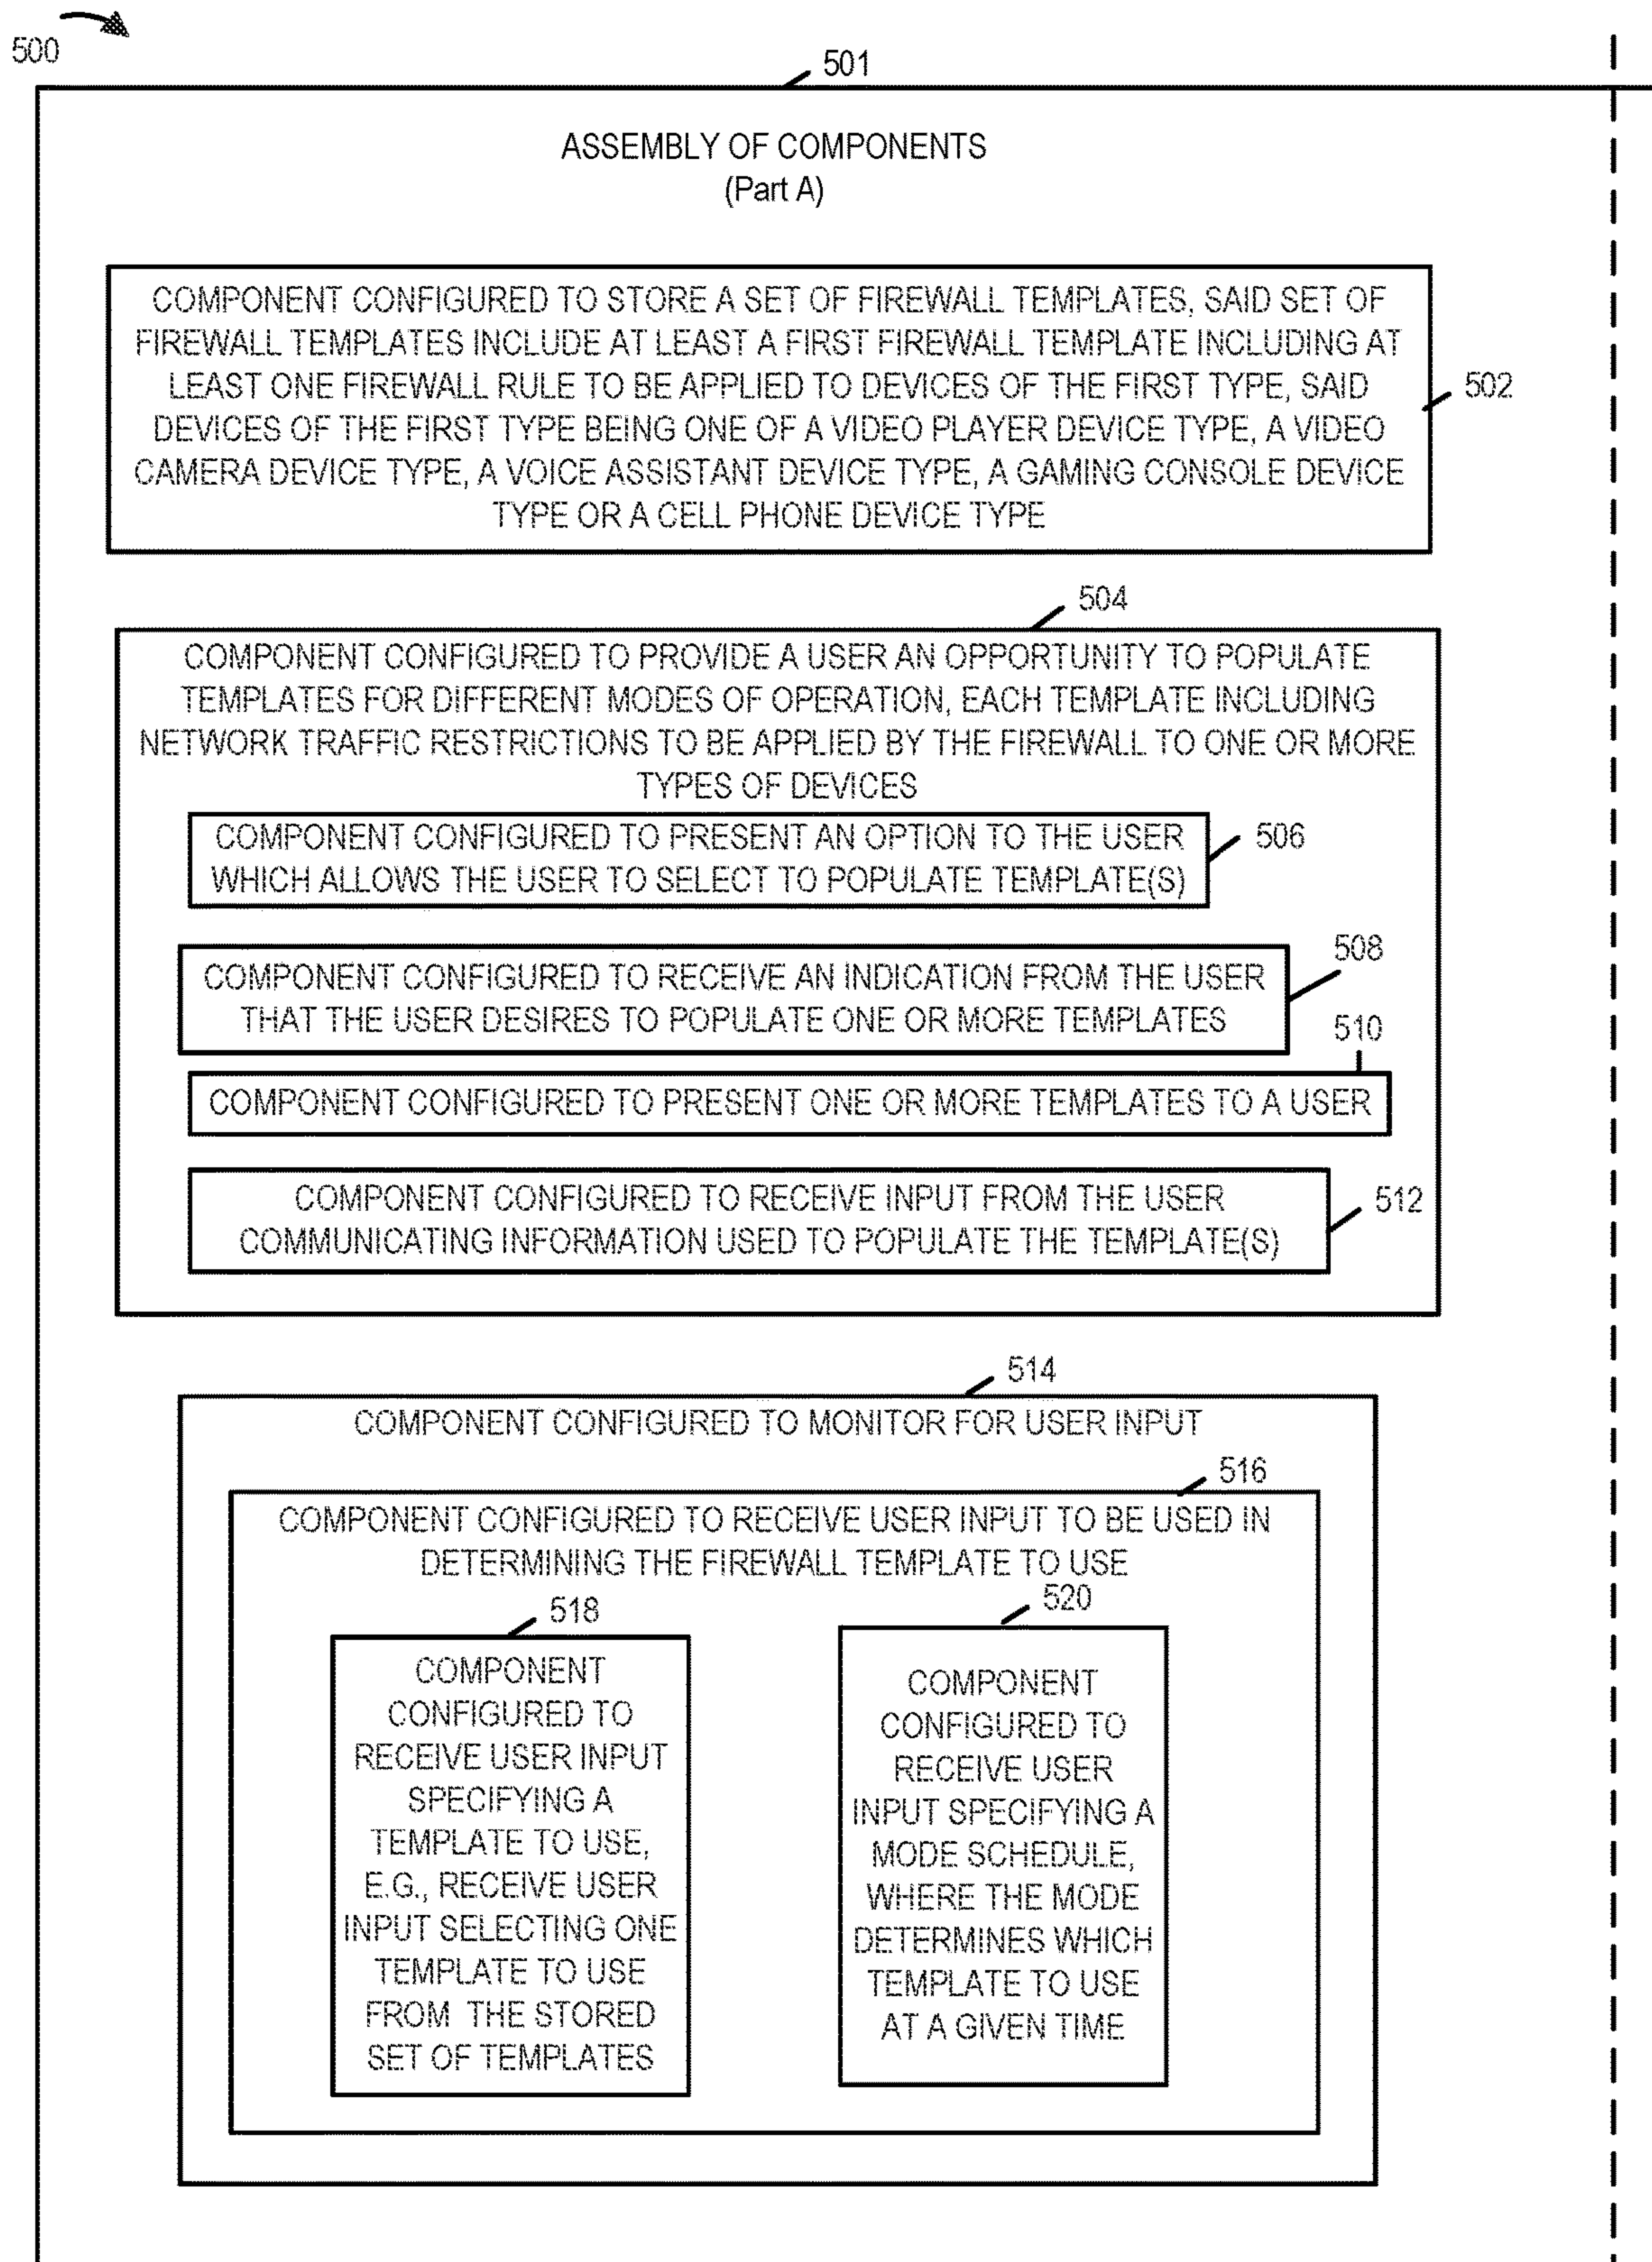 500
501
ASSEMBLY OF COMPONENTS
(Part A)
COMPONENT CONFIGURED TO STORE A SET OF FIREWALL TEMPLATES, SAID SET OF
FIREWALL TEMPLATES INCLUDE AT LEAST A FIRST FIREWALL TEMPLATE INCLUDING AT
LEAST ONE FIREWALL RULE TO BE APPLIED TO DEVICES OF THE FIRST TYPE, SAID
DEVICES OF THE FIRST TYPE BEING ONE OF A VIDEO PLAYER DEVICE TYPE, A VIDEO
CAMERA DEVICE TYPE, A VOICE ASSISTANT DEVICE TYPE, A GAMING CONSOLE DEVICE
TYPE OR A CELL PHONE DEVICE TYPE
502
504
COMPONENT CONFIGURED TO PROVIDE A USER AN OPPORTUNITY TO POPULATE
TEMPLATES FOR DIFFERENT MODES OF OPERATION, EACH TEMPLATE INCLUDING
NETWORK TRAFFIC RESTRICTIONS TO BE APPLIED BY THE FIREWALL TO ONE OR MORE
TYPES OF DEVICES
COMPONENT CONFIGURED TO PRESENT AN OPTION TO THE USER
WHICH ALLOWS THE USER TO SELECT TO POPULATE TEMPLATE(S)
506
508
COMPONENT CONFIGURED TO RECEIVE AN INDICATION FROM THE USER
THAT THE USER DESIRES TO POPULATE ONE OR MORE TEMPLATES
510
COMPONENT CONFIGURED TO PRESENT ONE OR MORE TEMPLATES TO A USER
COMPONENT CONFIGURED TO RECEIVE INPUT FROM THE USER
COMMUNICATING INFORMATION USED TO POPULATE THE TEMPLATE(S)
512
514
COMPONENT CONFIGURED TO MONITOR FOR USER INPUT
516
COMPONENT CONFIGURED TO RECEIVE USER INPUT TO BE USED IN
DETERMINING THE FIREWALL TEMPLATE TO USE
518
COMPONENT
CONFIGURED TO
RECEIVE USER INPUT
SPECIFYING A
TEMPLATE TO USE,
E.G., RECEIVE USER
INPUT SELECTING ONE
TEMPLATE TO USE
FROM THE STORED
SET OF TEMPLATES
520
COMPONENT
CONFIGURED TO
RECEIVE USER
INPUT SPECIFYING A
MODE SCHEDULE,
WHERE THE MODE
DETERMINES WHICH
TEMPLATE TO USE
AT A GIVEN TIME